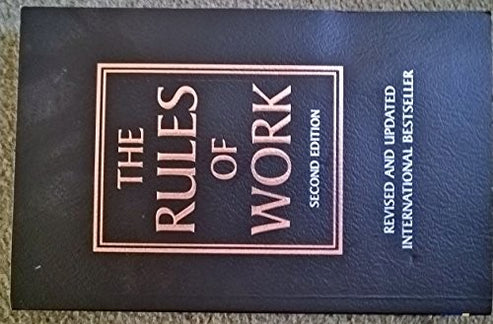 THE
RULES
OF
WORK
SECOND EDITION
REVISED AND UPDATED
INTERNATIONAL BESTSELLER